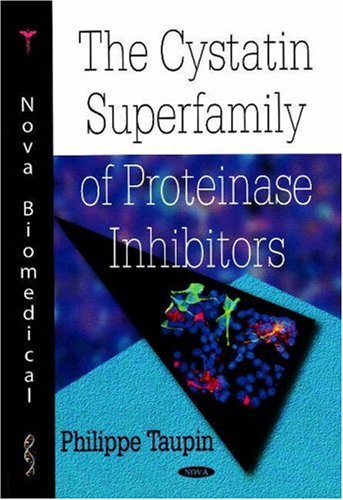 The Cystatin
Superfamily
of Proteinase
Inhibitors
Nova Biomedical
Philippe Taupin
NOVA